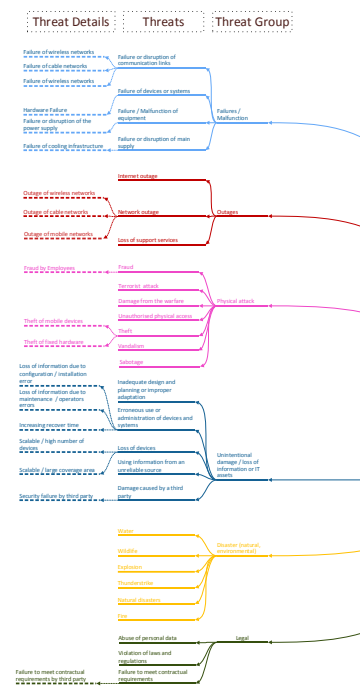 Threat Details
Threats
Threat Group
Failure of wireless networks
Failure of cable networks
Failure of wireless networks
Failure or disruption of
communication links
Failure of devices or systems
Hardware Failure
Failure or disruption of the
power supply
Failure / Malfunction of
equipment
Failures /
Malfunction
Failure of cooling infrastructure
Failure or disruption of main
supply
Internet outage
Outage of wireless networks
Outage of cable networks
Outage of mobile networks
Network outage
Outages
Loss of support services
Fraud by Employees
Fraud
Terrorist attack
Damage from the warfare
Physical attack
Unauthorised physical access
Theft of mobile devices
Theft of fixed hardware
Theft
Vandalism
Sabotage
Loss of information due to
configuration / installation
error
Loss of information due to
maintenance / operators
errors
Increasing recover time
Inadequate design and
planning or improper
adaptation
Erroneous use or
administration of devices and
systems
Scalable / high number of
devices
Scalable / large coverage area
Loss of devices
Using information from an
unreliable source
Unintentional
damage / loss of
information or IT
assets
Security failure by third party
Damage caused by a third
party
Water
Wildlife
Explosion
Thunderstrike
Natural disasters
Fire
Disaster (natural,
environmental)
Abuse of personal data
Legal
Violation of laws and
regulations
Failure to meet contractual
requirements by third party
Failure to meet contractual
requirements